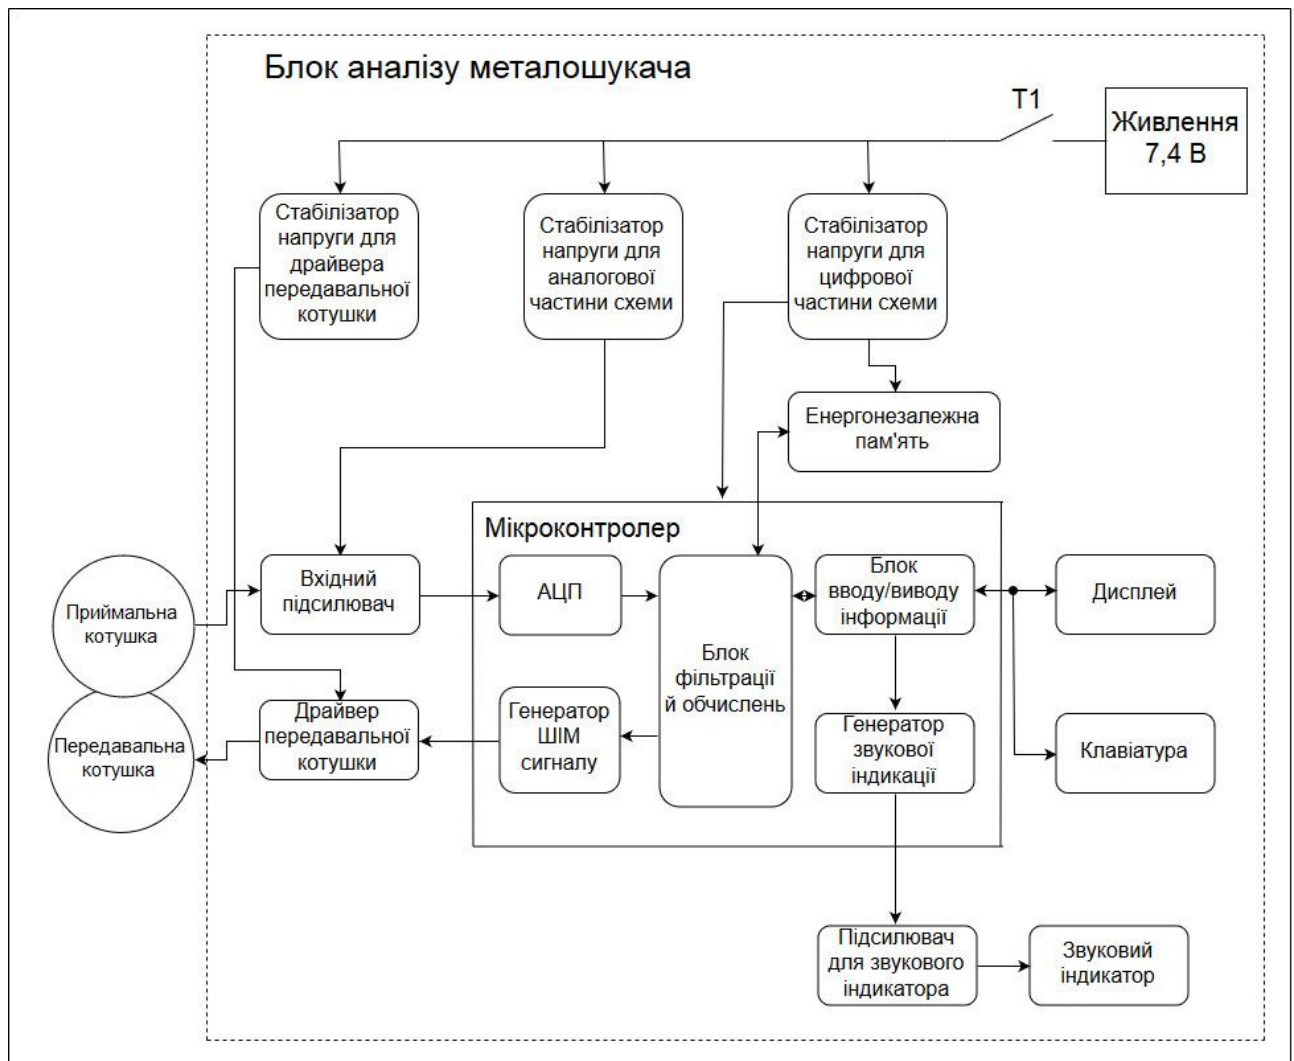 Блок аналізу металошукача
Т1
Живлення
7,4 В
Стабілізатор
напруги для
драйвера
передавальної
котушки
Стабілізатор
напруги для
аналогової
частини схеми
Стабілізатор
напруги для
цифрової
частини схеми
Енергонезалежна
пам'ять
Мікроконтролер
Приймальна
котушка
Вхідний
підсилювач
АЦП
Блок
фільтрації
й обчислень
Блок
вводу/виводу
інформації
Дисплей
Передавальна
котушка
Драйвер
передавальної
котушки
Генератор
ШІМ
сигналу
Генератор
звукової
індикації
Клавіатура
Підсилювач
для звукового
індикатора
Звуковий
індикатор